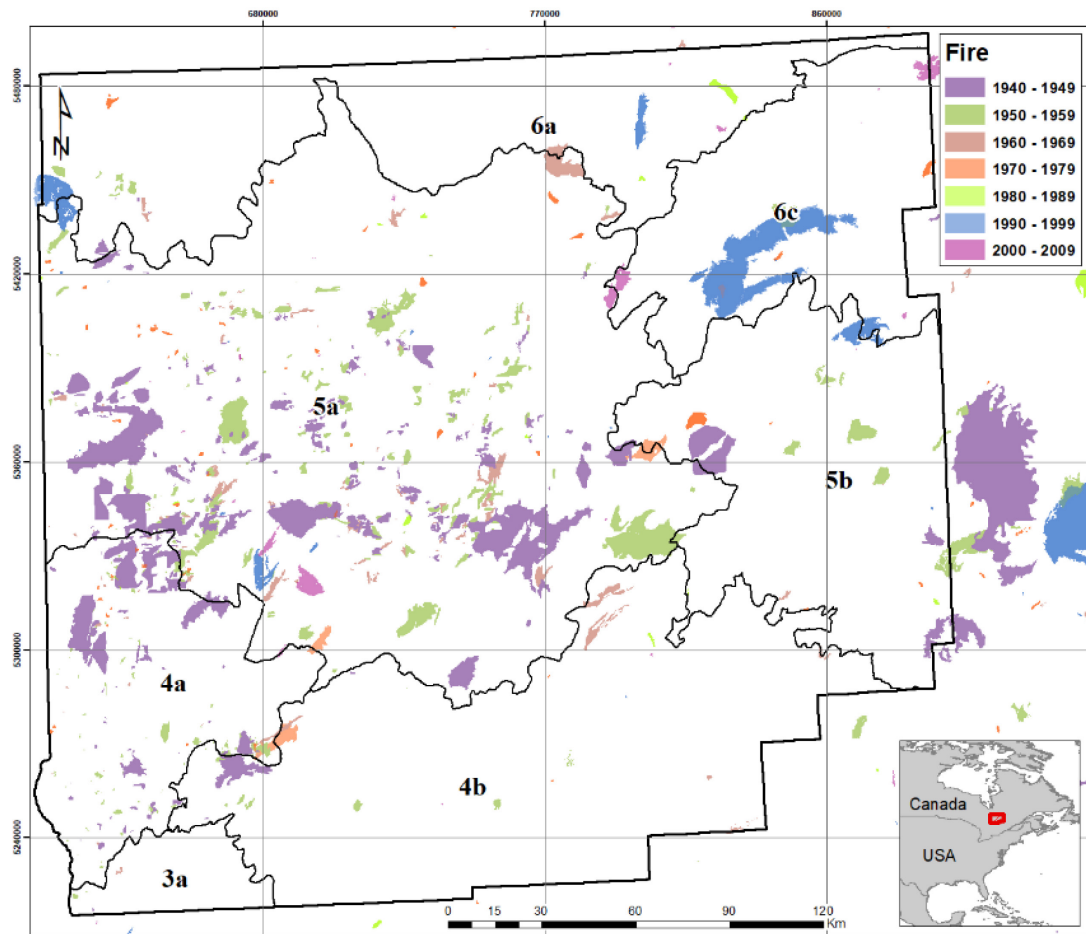 680000
770000
860000
Fire
1940 - 1949
1950 - 1959
1960 - 1969
1970 - 1979
1980 - 1989
1990 - 1999
2000 - 2009
5480000
N
6a
6c
5420000
5a
5360000
5b
5300000
4a
4b
5240000
3a
Canada
USA
0 15 30 60 90 120
Km